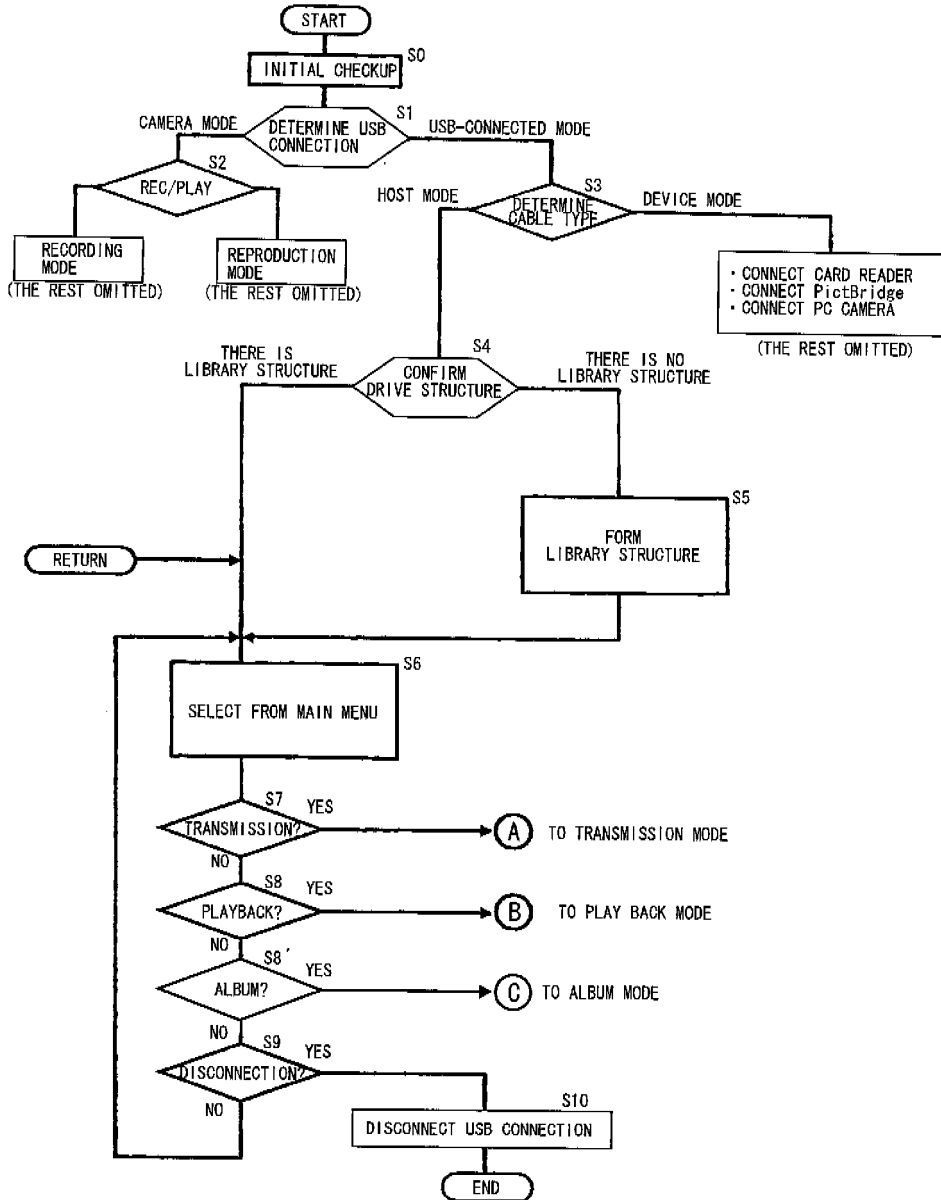 START
S0
INITIAL CHECKUP
S1
CAMERA MODE
DETERMINE USB
CONNECTION
USB-CONNECTED MODE
S2
REC/PLAY
S3
HOST MODE
DETERMINE
CABLE TYPE
DEVICE MODE
RECORDING
MODE
(THE REST OMITTED)
REPRODUCTION
MODE
(THE REST OMITTED)
・CONNECT CARD READER
・CONNECT PictBridge
・CONNECT PC CAMERA
(THE REST OMITTED)
S4
THERE IS
LIBRARY STRUCTURE
CONFIRM
DRIVE STRUCTURE
THERE IS NO
LIBRARY STRUCTURE
S5
FORM
LIBRARY STRUCTURE
RETURN
S6
SELECT FROM MAIN MENU
S7
TRANSMISSION?
YES
A TO TRANSMISSION MODE
NO
S8
PLAYBACK?
YES
B TO PLAY BACK MODE
NO
S8'
ALBUM?
YES
C TO ALBUM MODE
NO
S9
DISCONNECTION?
YES
NO
S10
DISCONNECT USB CONNECTION
END